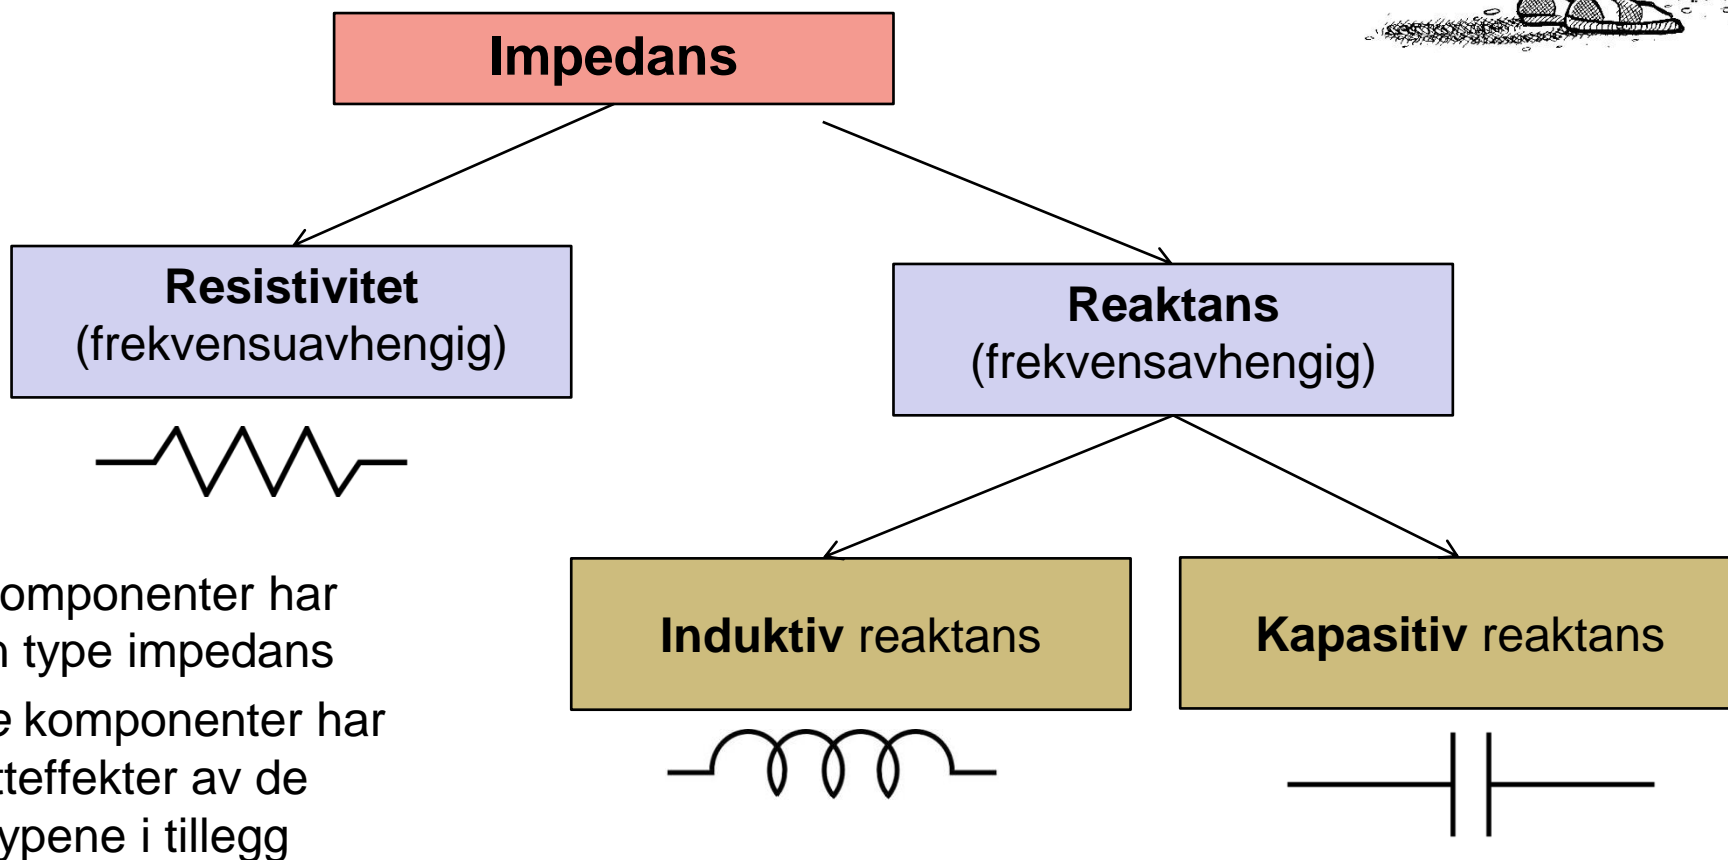 Impedans
Resistivitet
(frekvensuavhengig)
Reaktans
(frekvensavhengig)
Induktiv reaktans
Kapasitiv reaktans
omponenter har
type impedans
komponenter har
tteffekter av de
ypene i tillegg